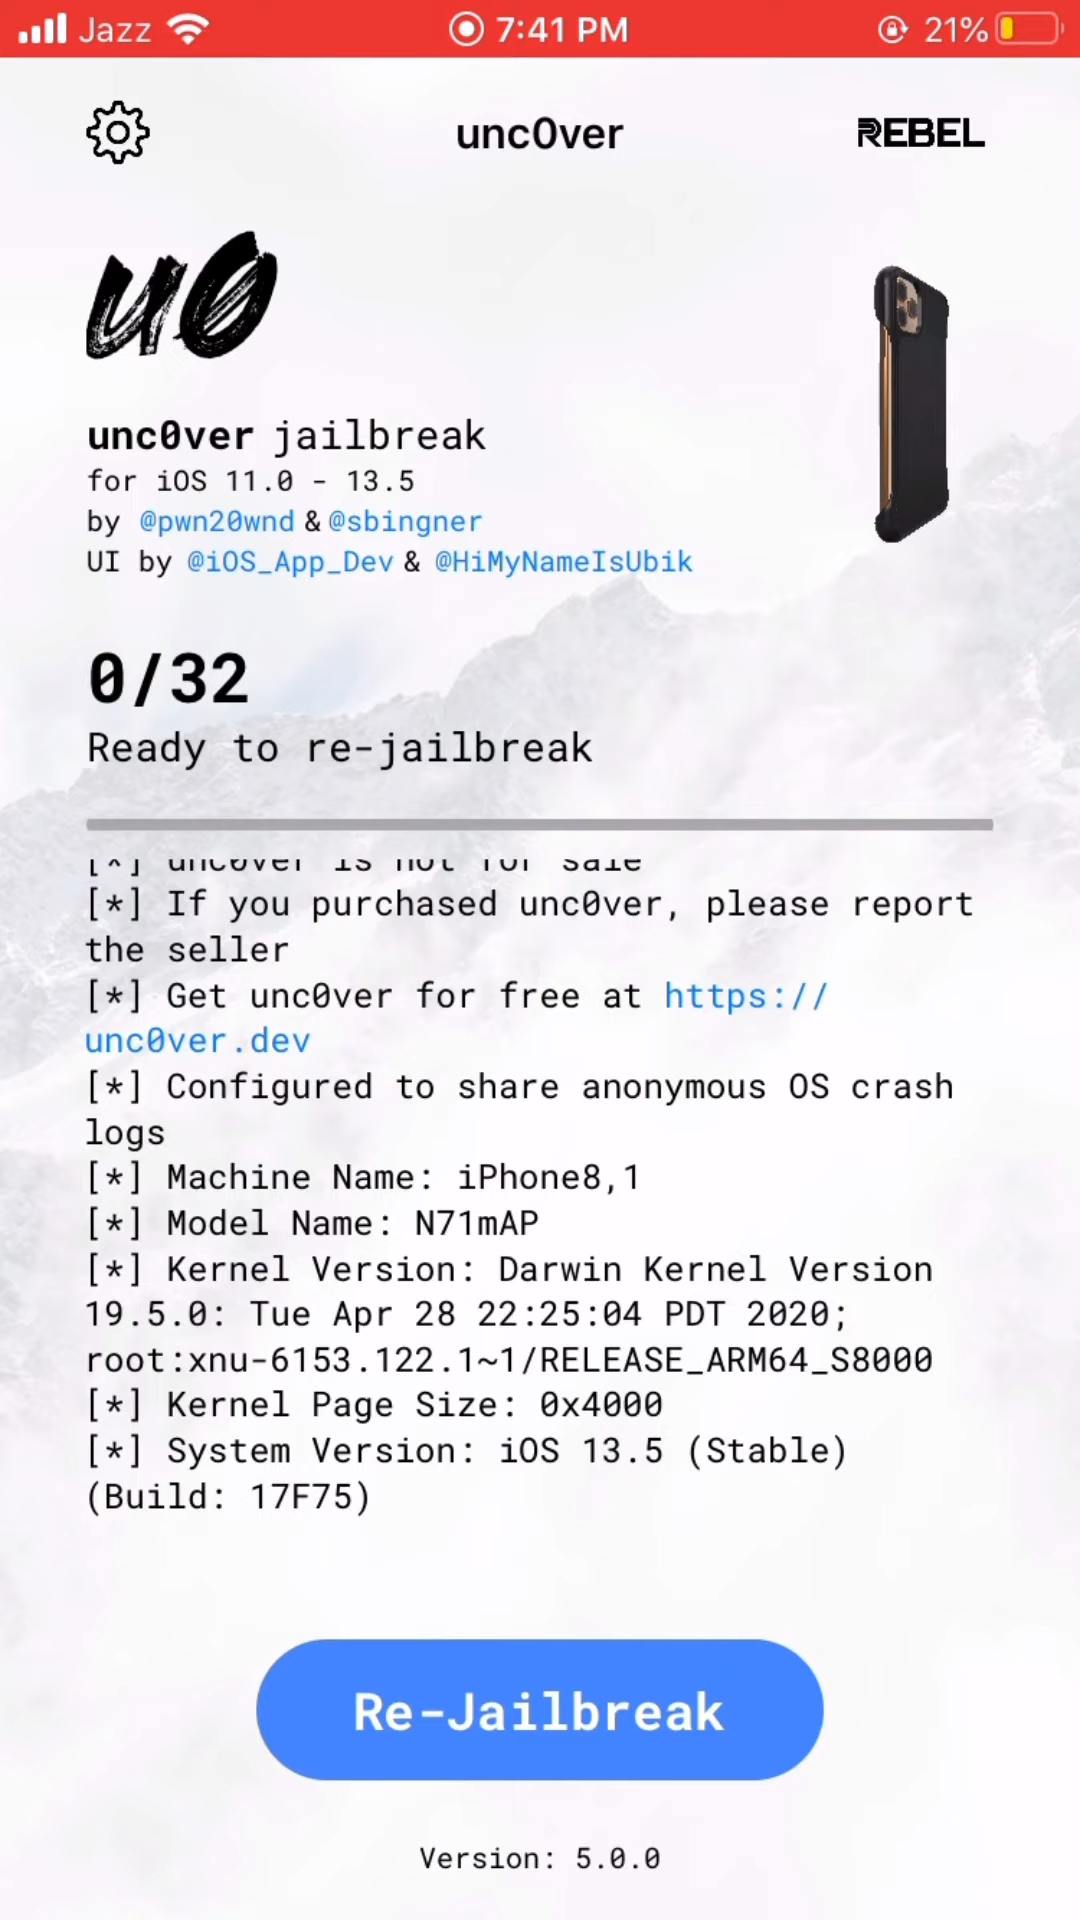 Jazz 7:41 PM 21%
unc0ver REBEL
u0
unc0ver jailbreak
for iOS 11.0 - 13.5
by @pwn20wnd & @sbingner
UI by @iOS_App_Dev & @HiMyNameIsUbik
0/32
Ready to re-jailbreak
[*] unc0ver is not for sale
[*] If you purchased unc0ver, please report
the seller
[*] Get unc0ver for free at https://
unc0ver.dev
[*] Configured to share anonymous OS crash
logs
[*] Machine Name: iPhone8,1
[*] Model Name: N71mAP
[*] Kernel Version: Darwin Kernel Version
19.5.0: Tue Apr 28 22:25:04 PDT 2020;
root:xnu-6153.122.1~1/RELEASE_ARM64_S8000
[*] Kernel Page Size: 0x4000
[*] System Version: iOS 13.5 (Stable)
(Build: 17F75)
Re-Jailbreak
Version: 5.0.0